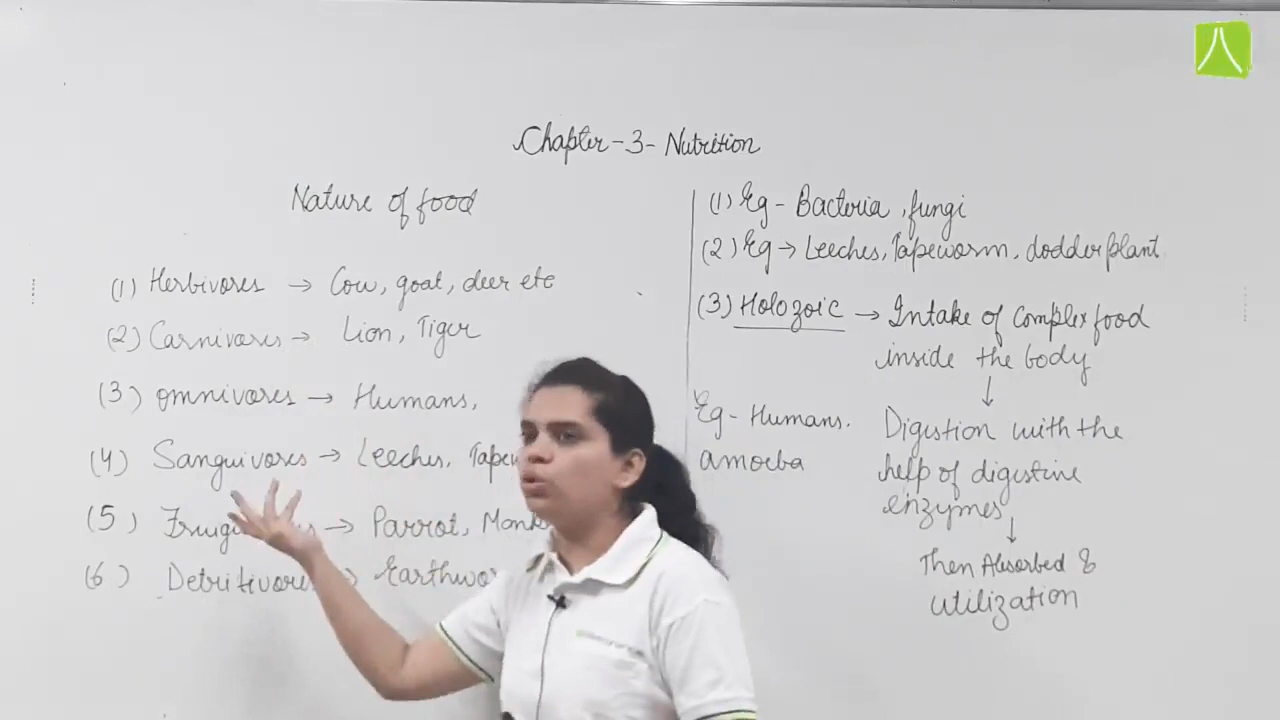 Chapter-3- Nutrition
Nature of food
(1) Herbivores → Cow, goat, deer etc
(2) Carnivores → Lion, Tiger
(3) omnivores → Humans,
(4) Sanguivores → Leeches,
(5) → Parrot,
(6) Detritivores →
(1) Eg - Bacteria, fungi
(2) Eg → Leeches, Tapeworm, dodder plant
(3) Holozoic → Intake of complex food
inside the body
↓
Eg - Humans.
amoeba
Digestion with the
help of digestive
enzymes
↓
Then Absorbed &
utilization